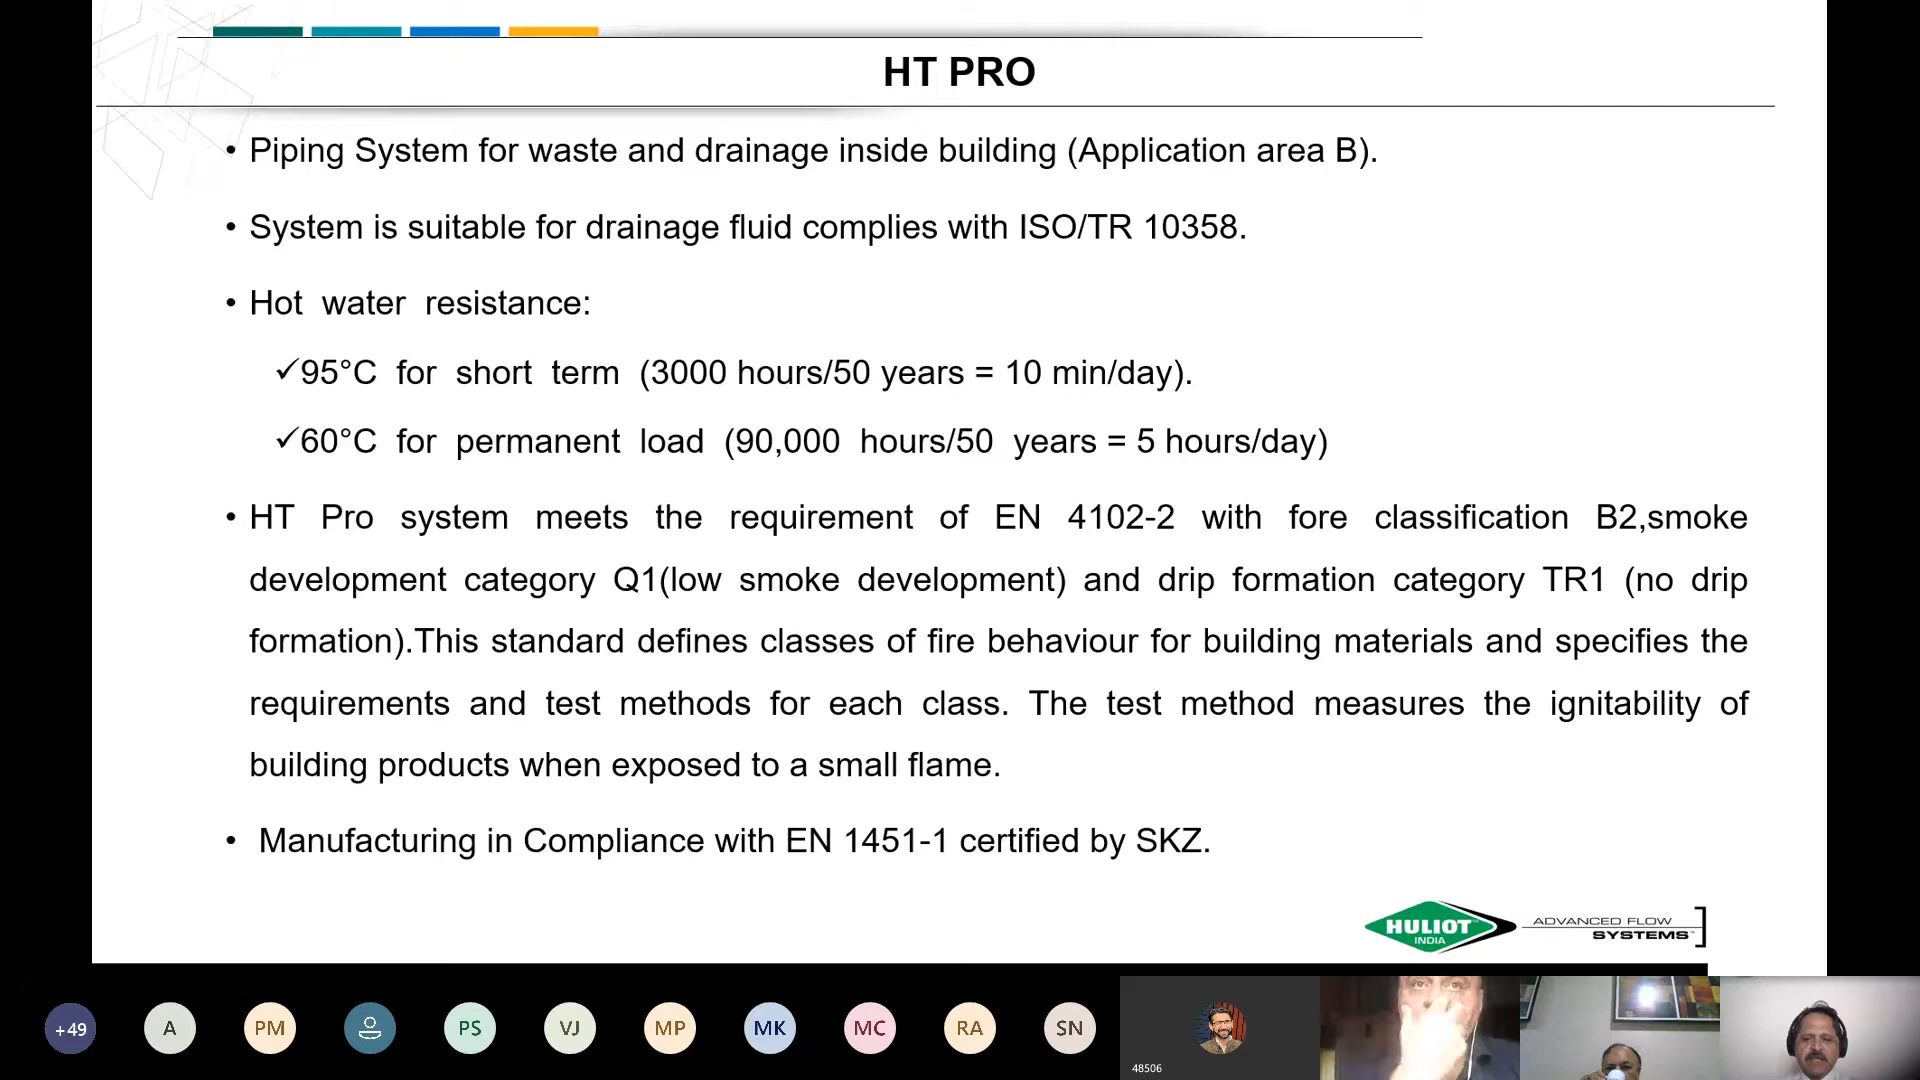 HT PRO
• Piping System for waste and drainage inside building (Application area B).
• System is suitable for drainage fluid complies with ISO/TR 10358.
• Hot water resistance:
✓95°C for short term (3000 hours/50 years = 10 min/day).
✓60°C for permanent load (90,000 hours/50 years = 5 hours/day)
• HT Pro system meets the requirement of EN 4102-2 with fore classification B2,smoke
development category Q1(low smoke development) and drip formation category TR1 (no drip
formation).This standard defines classes of fire behaviour for building materials and specifies the
requirements and test methods for each class. The test method measures the ignitability of
building products when exposed to a small flame.
• Manufacturing in Compliance with EN 1451-1 certified by SKZ.
HULIOT™
INDIA
ADVANCED FLOW
SYSTEMS™
+49 A PM PS VJ MP MK MC RA SN
48506